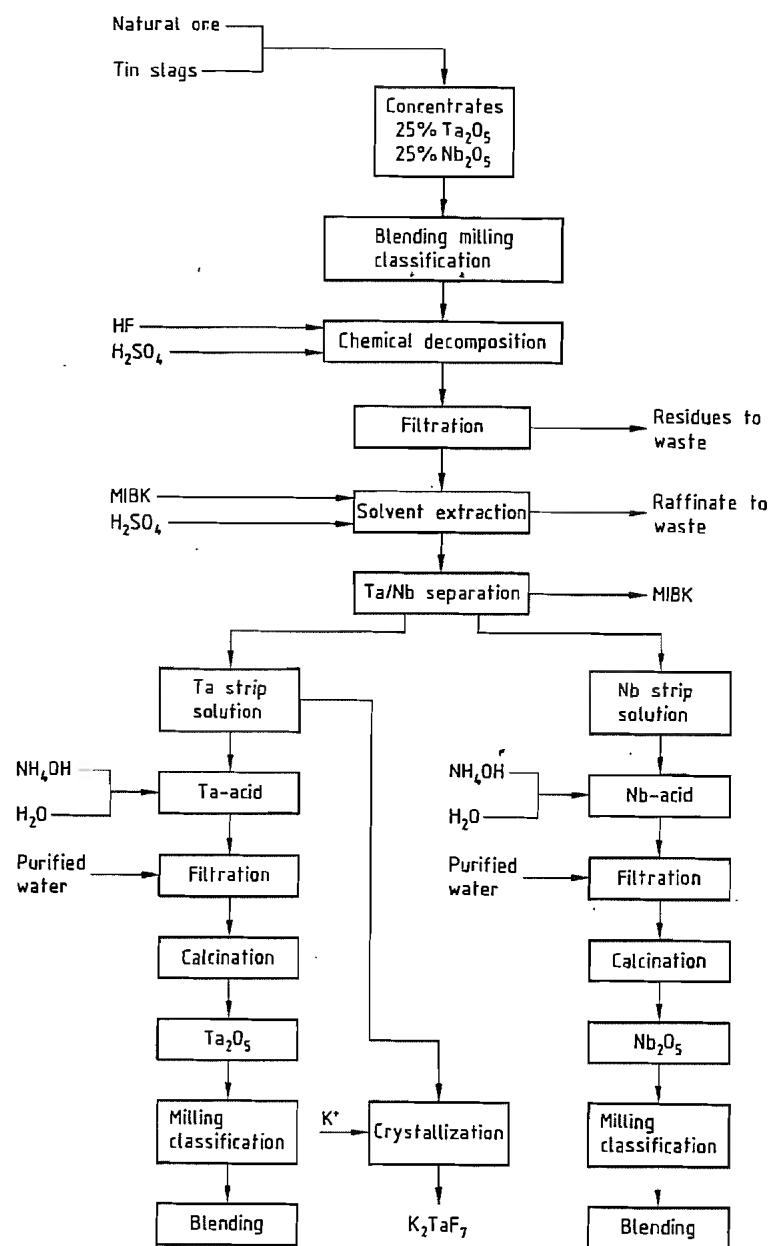 Natural ore
Tin slags
Concentrates
25% Ta₂O₅
25% Nb₂O₅
Blending milling
classification
HF
H₂SO₄
Chemical decomposition
Filtration
Residues to
waste
MIBK
H₂SO₄
Solvent extraction
Raffinate to
waste
Ta/Nb separation
MIBK
Ta strip
solution
Nb strip
solution
NH₄OH
H₂O
Ta-acid
NH₄OH
H₂O
Nb-acid
Purified
water
Filtration
Purified
water
Filtration
Calcination
Calcination
Ta₂O₅
Nb₂O₅
Milling
classification
K⁺
Crystallization
Milling
classification
Blending
K₂TaF₇
Blending